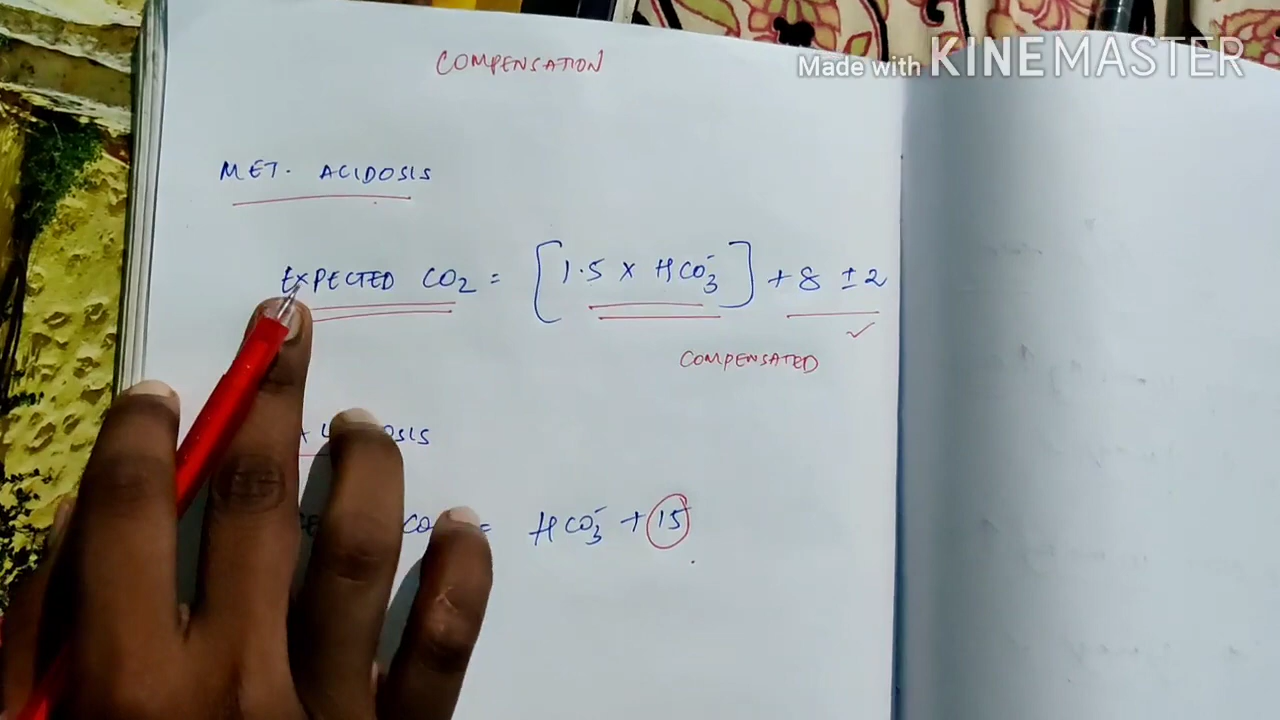 COMPENSATION
Made with KINEMASTER
MET. ACIDOSIS
EXPECTED CO2 = [1.5 X HCO3-] + 8 ± 2
✓
COMPENSATED
= HCO3- + 15